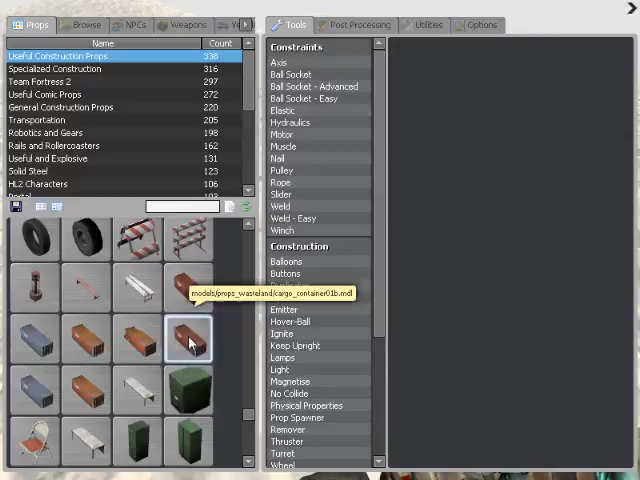 Props Browse NPCs Weapons Ve Tools Post Processing Utilities Options
Name Count
Useful Construction Props 338
Specialized Construction 316
Team Fortress 2 297
Useful Comic Props 272
General Construction Props 220
Transportation 205
Robotics and Gears 198
Rails and Rollercoasters 162
Useful and Explosive 131
Solid Steel 123
HL2 Characters 106
models/props_wasteland/cargo_container01b.mdl
Constraints
Axis
Ball Socket
Ball Socket - Advanced
Ball Socket - Easy
Elastic
Hydraulics
Motor
Muscle
Nail
Pulley
Rope
Slider
Weld
Weld - Easy
Winch
Construction
Balloons
Buttons
Emitter
Hover-Ball
Ignite
Keep Upright
Lamps
Light
Magnetise
No Collide
Physical Properties
Prop Spawner
Remover
Thruster
Turret
Wheel